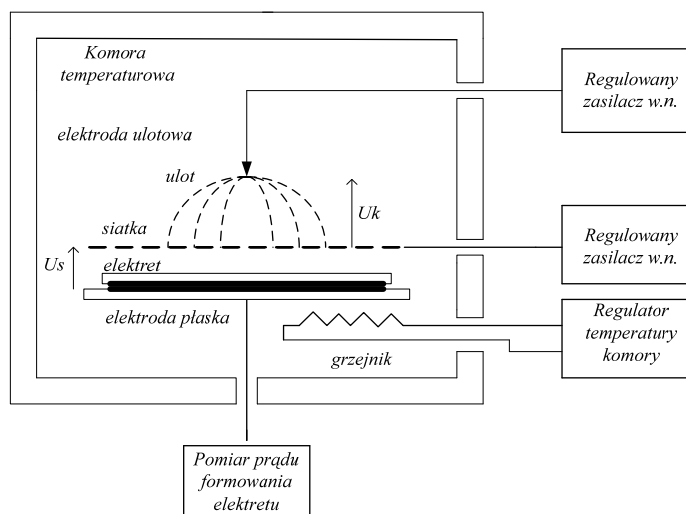 Komora
temperaturowa
Regulowany
zasilacz w.n.
elektroda ulotowa
ulot
Uk
siatka
Us
Regulowany
zasilacz w.n.
elektret
elektroda płaska
Regulator
temperatury
komory
grzejnik
Pomiar prądu
formowania
elektretu